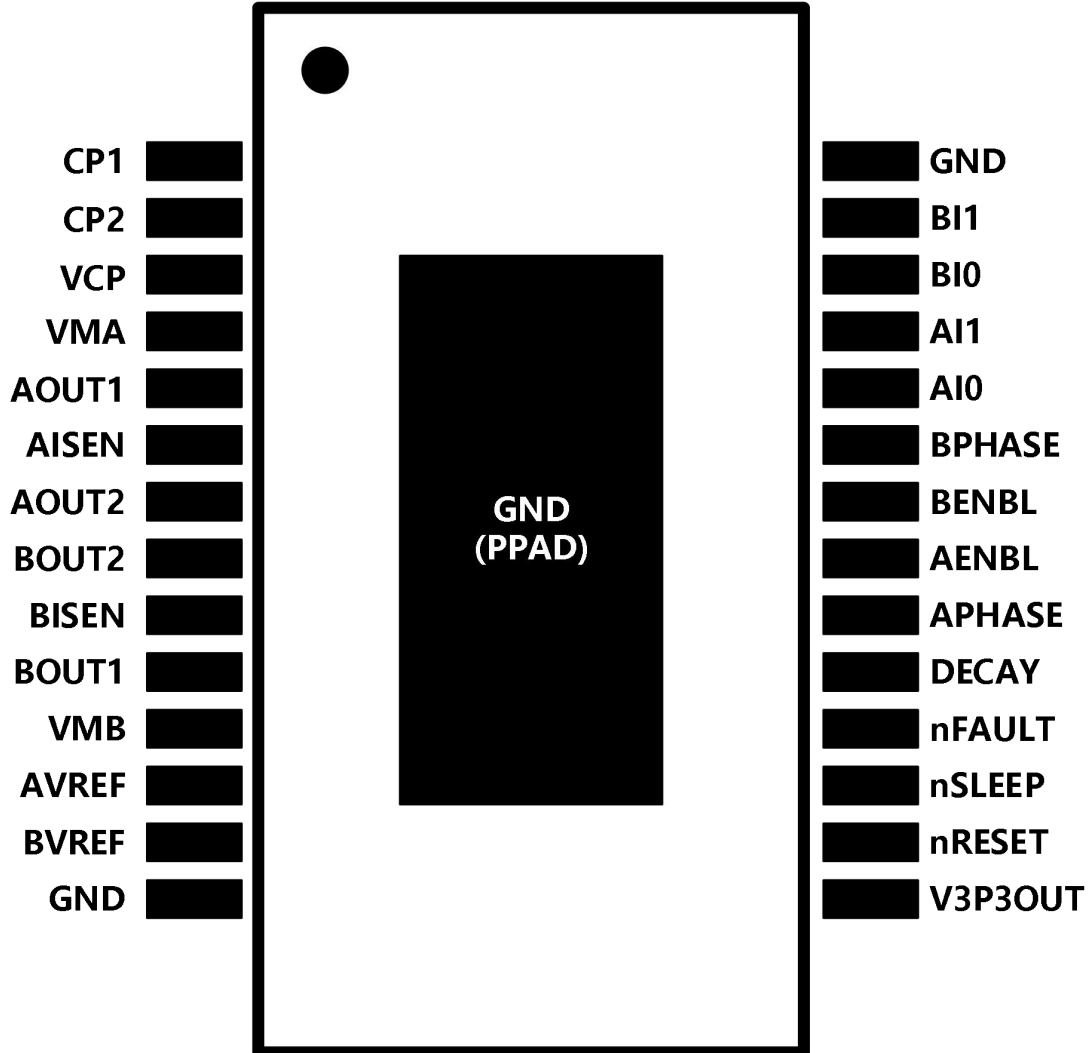 CP1
CP2
VCP
VMA
AOUT1
AISEN
AOUT2
BOUT2
BISEN
BOUT1
VMB
AVREF
BVREF
GND
GND
(PPAD)
GND
BI1
BI0
AI1
AI0
BPHASE
BENBL
AENBL
APHASE
DECAY
nFAULT
nSLEEP
nRESET
V3P3OUT